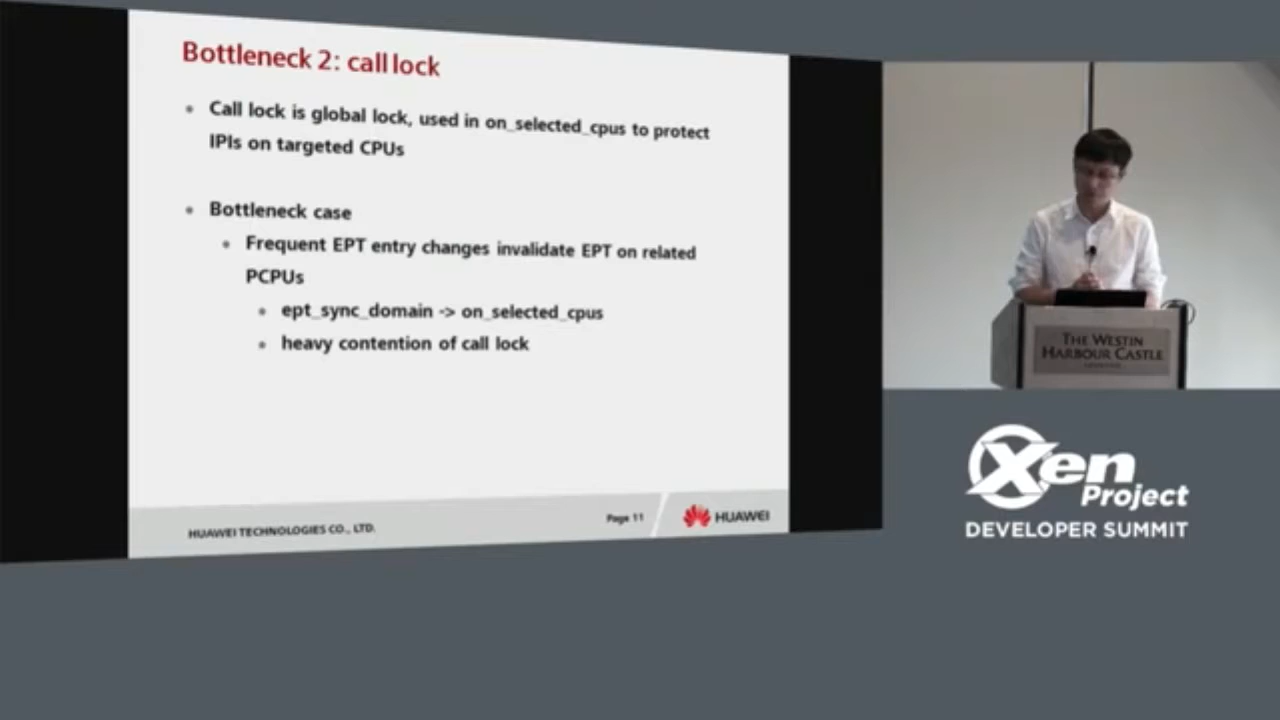 Bottleneck 2: call lock
• Call lock is global lock, used in on_selected_cpus to protect
IPIs on targeted CPUs
• Bottleneck case
• Frequent EPT entry changes invalidate EPT on related
PCPUs
• ept_sync_domain -> on_selected_cpus
• heavy contention of call lock
HUAWEI TECHNOLOGIES CO., LTD.
Page 11
HUAWEI
THE WESTIN
HARBOUR CASTLE
Xen
Project
DEVELOPER SUMMIT